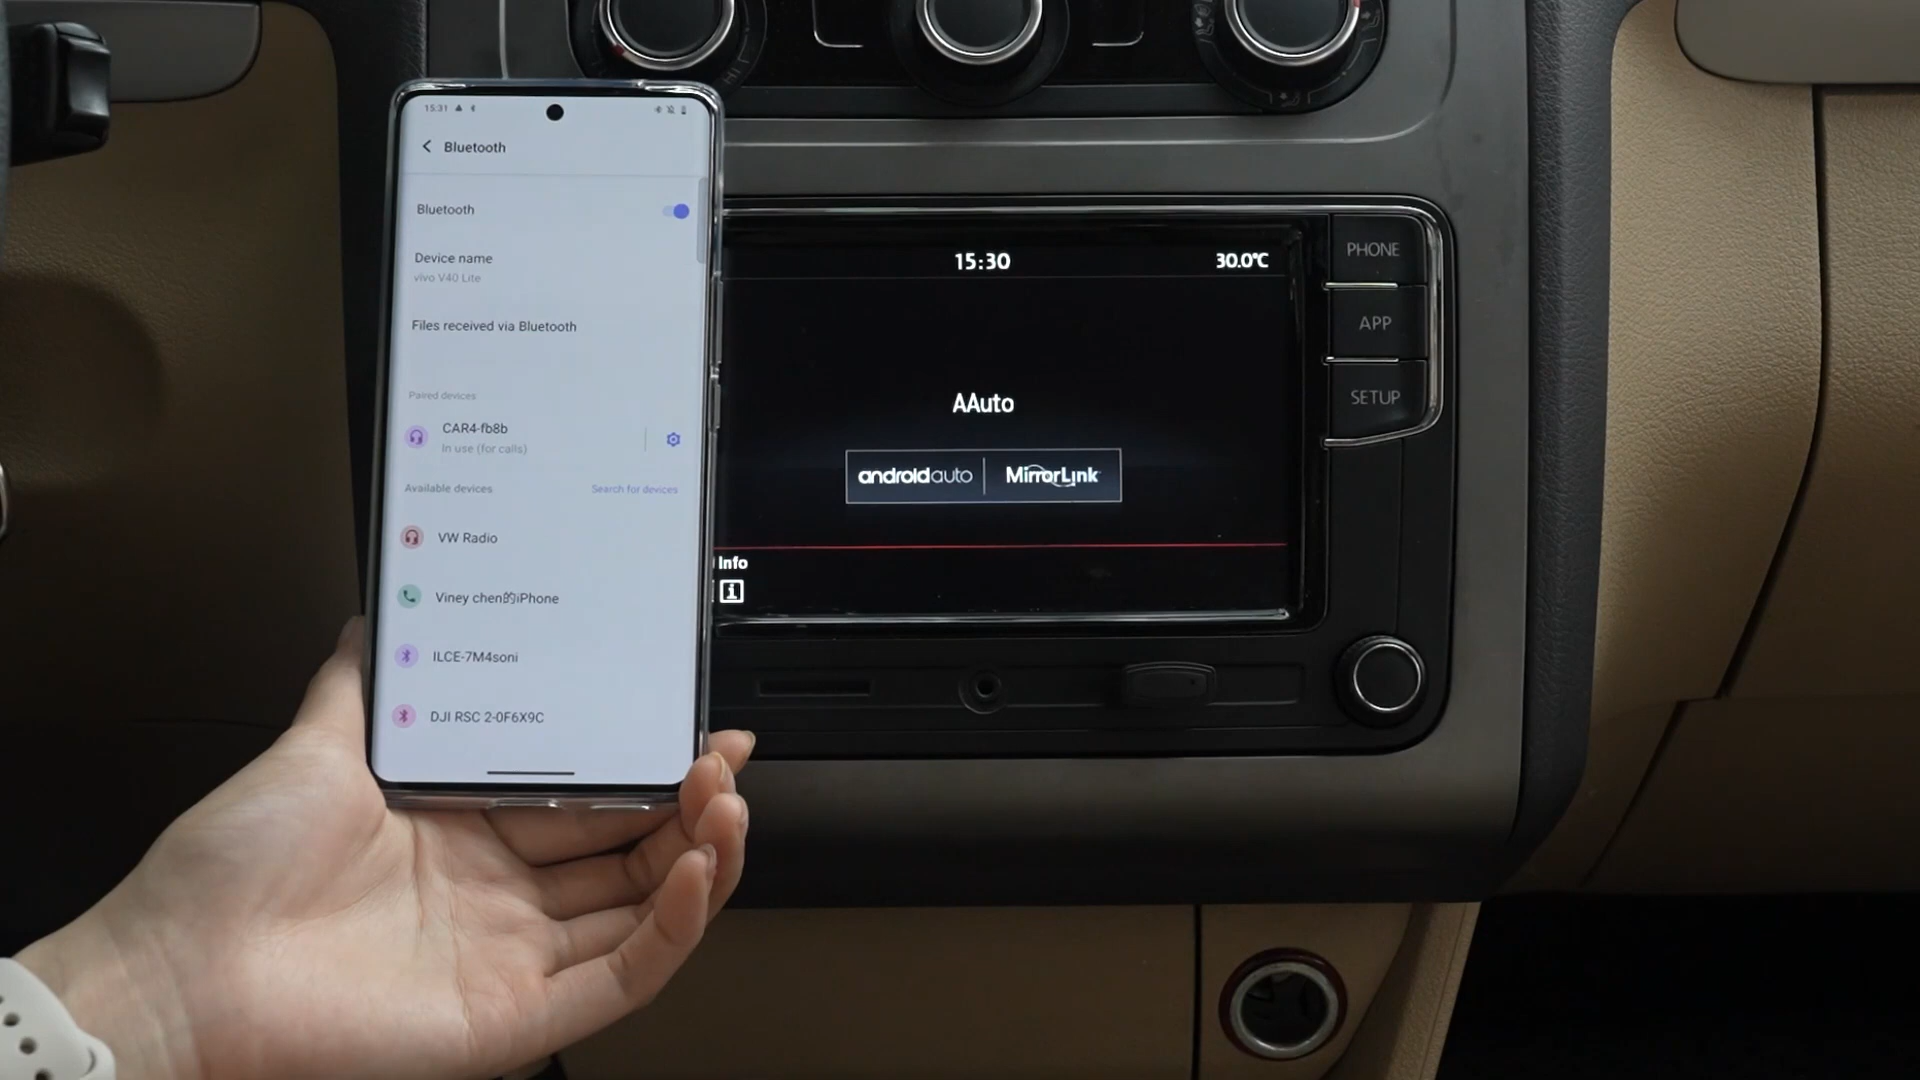 15:31
Bluetooth
Bluetooth
Device name
vivo V40 Lite
Files received via Bluetooth
Paired devices
CAR4-fb8b
In use (for calls)
Available devices
Search for devices
VW Radio
Viney chen的iPhone
ILCE-7M4soni
DJI RSC 2-0F6X9C
15:30
30.0°C
AAuto
androidauto
MirrorLink
Info
i
PHONE
APP
SETUP